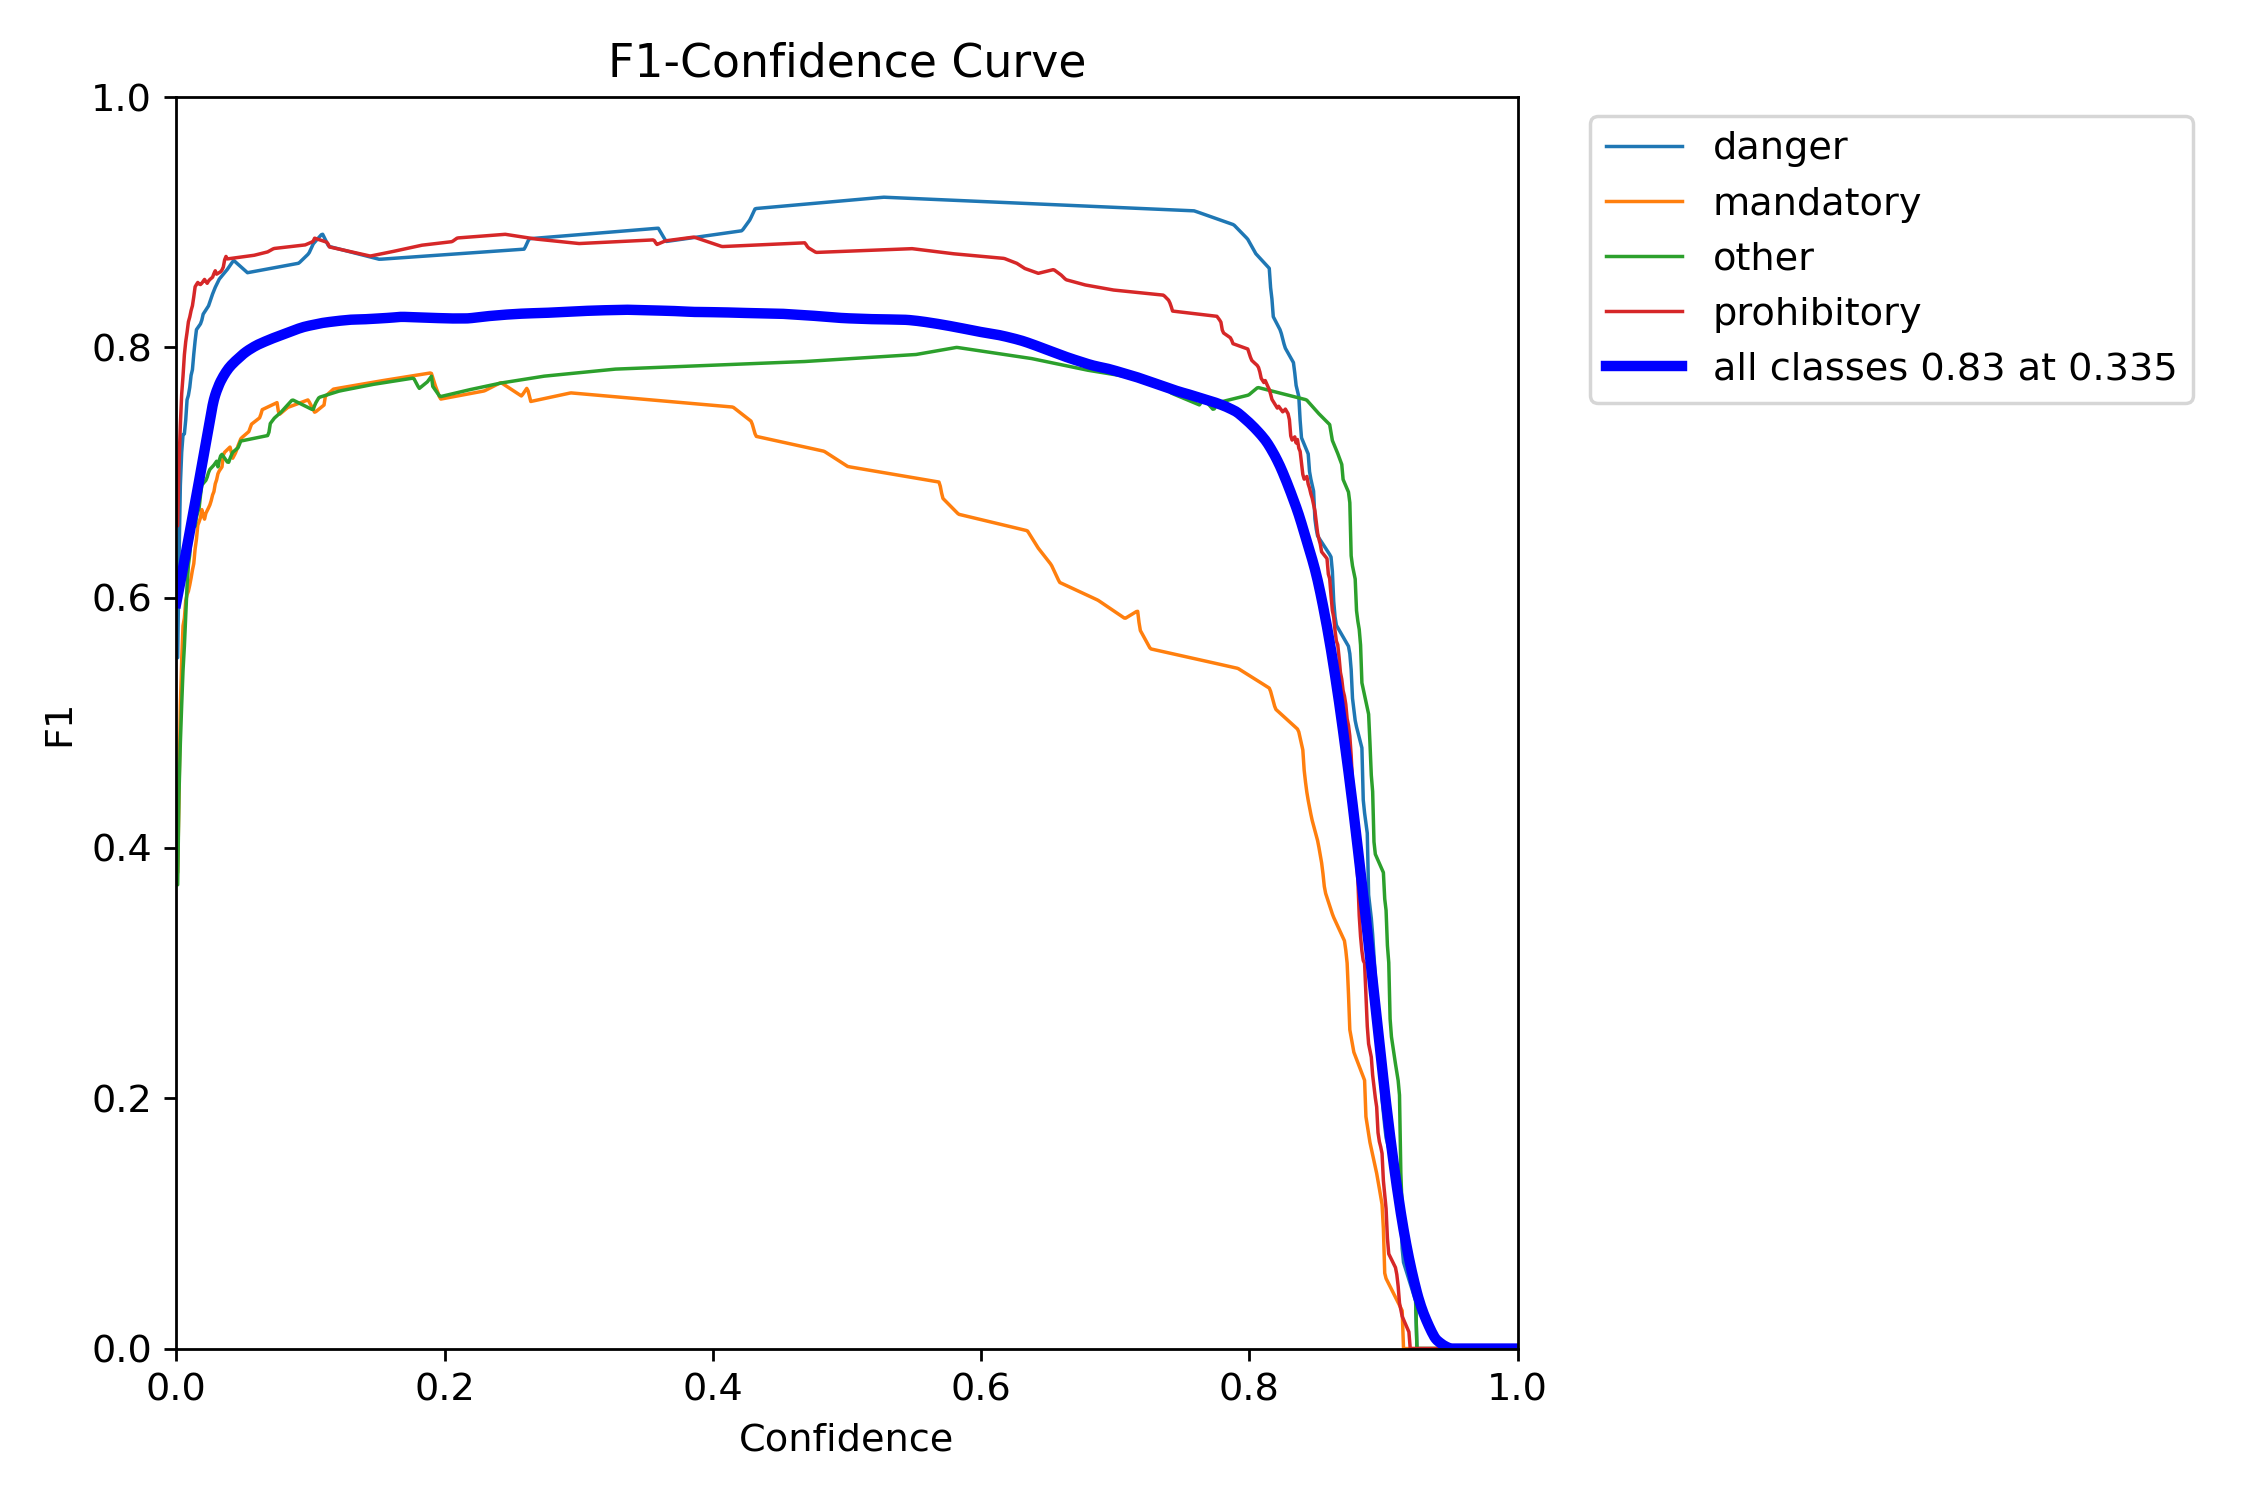 F1-Confidence Curve
1.0
0.8
0.6
0.4
0.2
0.0
F1
0.0 0.2 0.4 0.6 0.8 1.0
Confidence
danger
mandatory
other
prohibitory
all classes 0.83 at 0.335